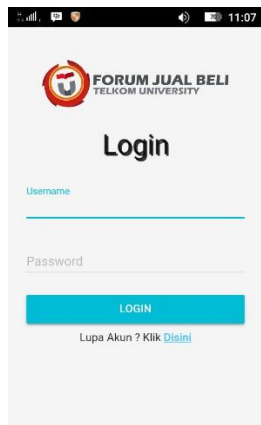 11:07
FORUM JUAL BELI
TELKOM UNIVERSITY
Login
Username
Password
LOGIN
Lupa Akun ? Klik Disini